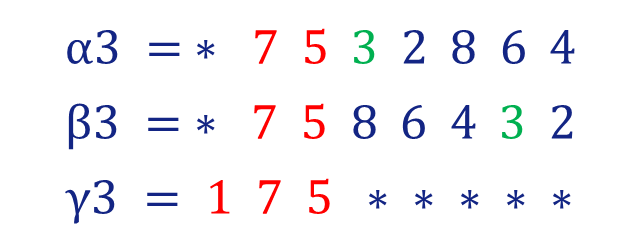 α3 = * 7 5 3 2 8 6 4
β3 = * 7 5 8 6 4 3 2
γ3 = 1 7 5 * * * * *